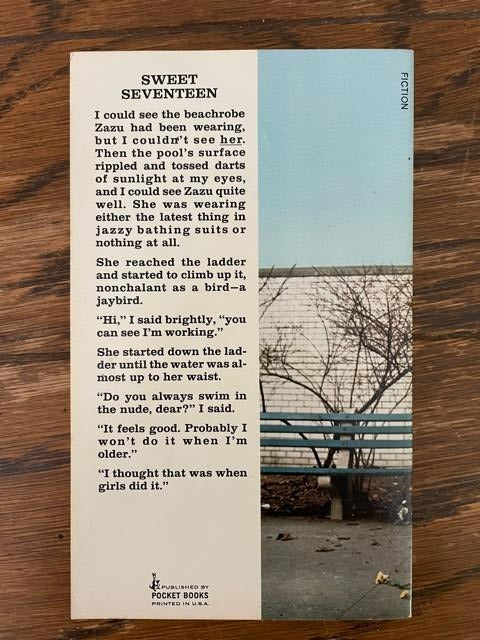 SWEET
SEVENTEEN
I could see the beachrobe
Zazu had been wearing,
but I couldn't see her.
Then the pool's surface
rippled and tossed darts
of sunlight at my eyes,
and I could see Zazu quite
well. She was wearing
either the latest thing in
jazzy bathing suits or
nothing at all.
She reached the ladder
and started to climb up it,
nonchalant as a bird—a
jaybird.
“Hi,” I said brightly, “you
can see I'm working.”
She started down the lad-
der until the water was al-
most up to her waist.
“Do you always swim in
the nude, dear?” I said.
“It feels good. Probably I
won't do it when I'm
older.”
“I thought that was when
girls did it.”
PUBLISHED BY
POCKET BOOKS
PRINTED IN U.S.A.
FICTION